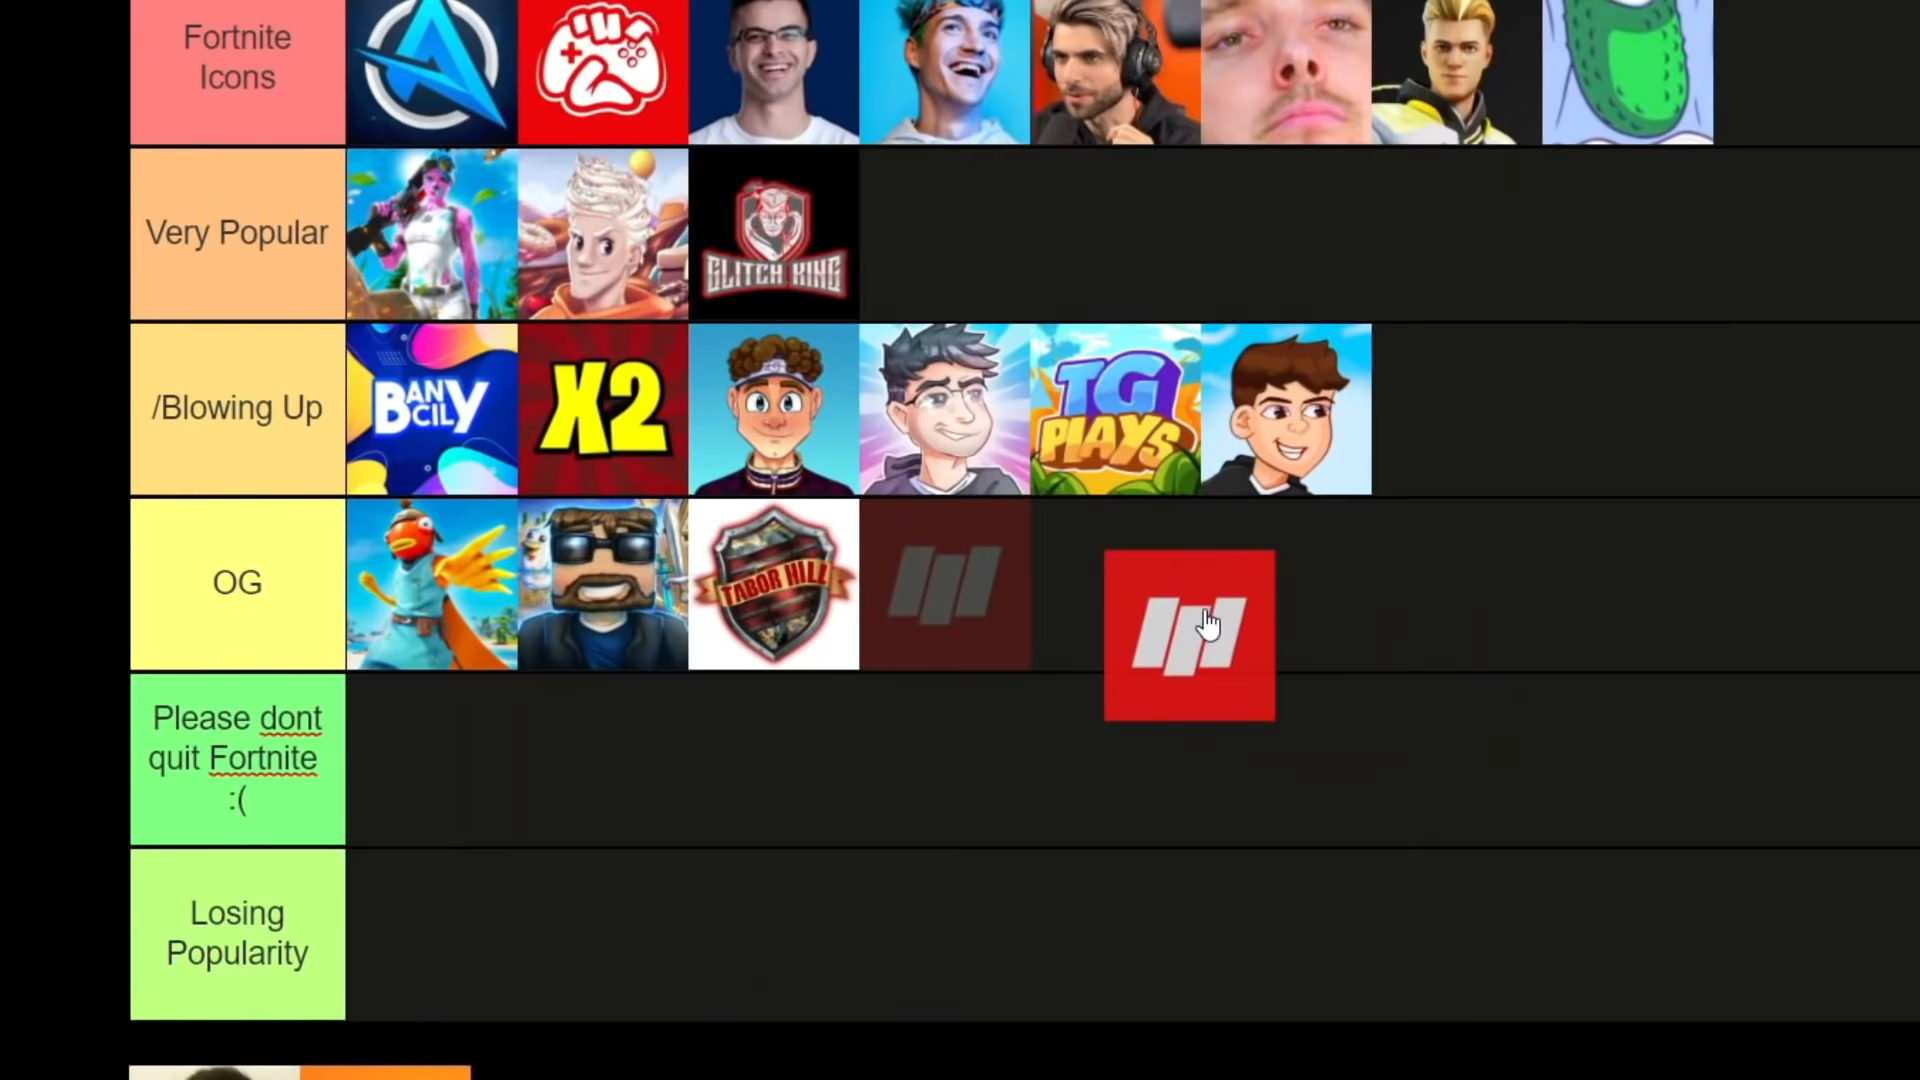 Fortnite
Icons
Very Popular
GLITCH KING
/Blowing Up
BANCILY
X2
TG
PLAYS
OG
TABOR HILL
Please dont
quit Fortnite
:(
Losing
Popularity